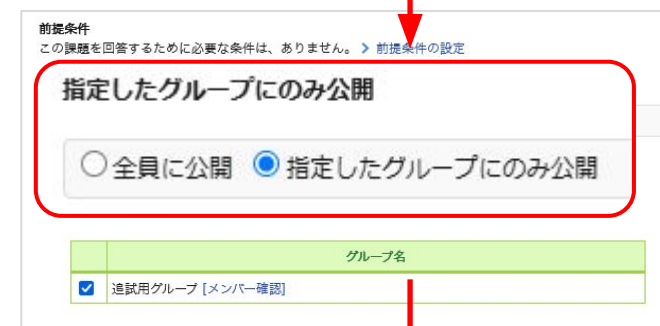 前提条件
この課題を回答するために必要な条件は、ありません。 > 前提条件の設定
指定したグループにのみ公開
全員に公開 指定したグループにのみ公開
グループ名
追試用グループ [メンバー確認]